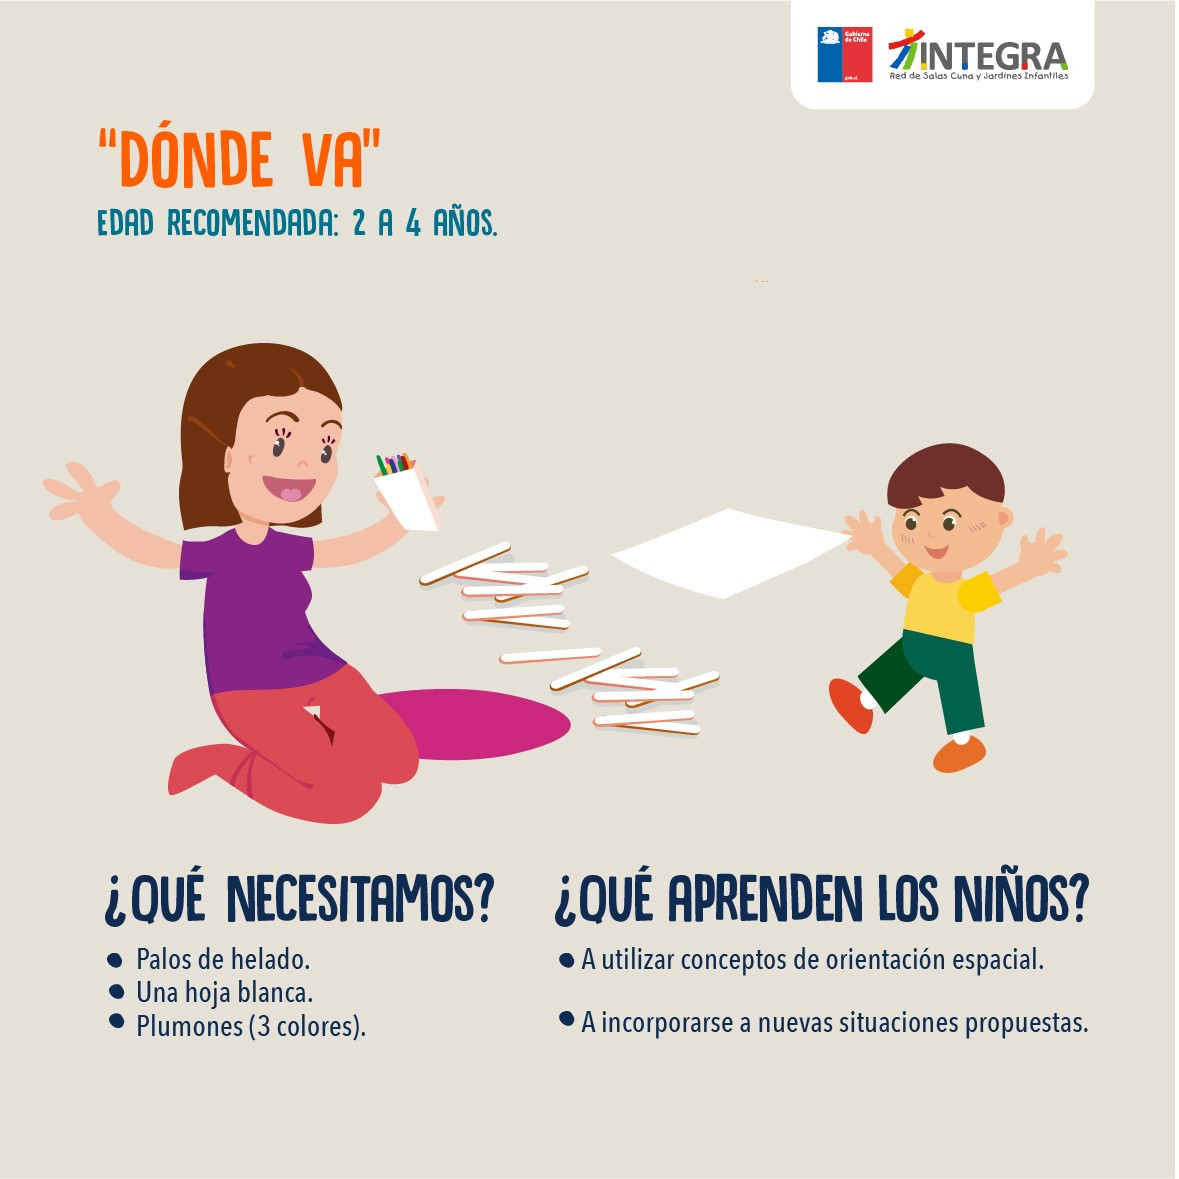 Gobierno
de Chile
gob.cl
INTEGRA
Red de Salas Cuna y Jardines Infantiles
“DÓNDE VA”
EDAD RECOMENDADA: 2 A 4 AÑOS.
¿QUÉ NECESITAMOS?
Palos de helado.
Una hoja blanca.
Plumones (3 colores).
¿QUÉ APRENDEN LOS NIÑOS?
A utilizar conceptos de orientación espacial.
A incorporarse a nuevas situaciones propuestas.